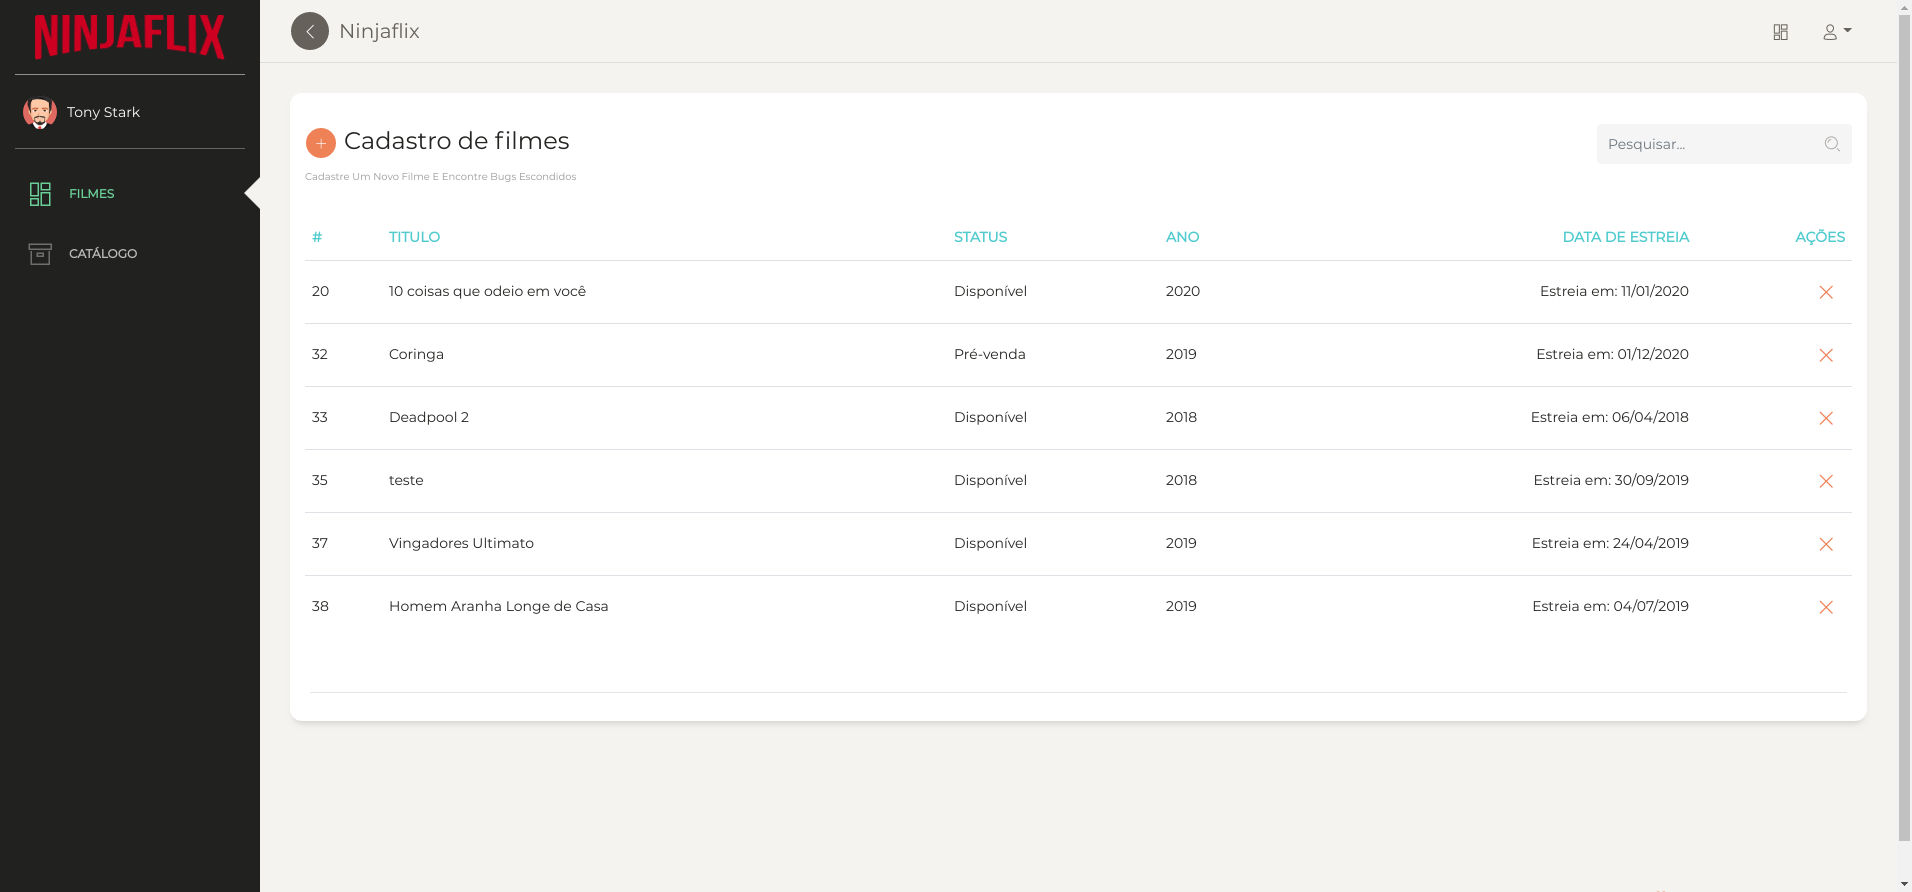 NINJAFLIX
Ninjaflix
Tony Stark
FILMES
CATÁLOGO
+ Cadastro de filmes
Pesquisar...
Cadastre Um Novo Filme E Encontre Bugs Escondidos
# TITULO STATUS ANO DATA DE ESTREIA AÇÕES
20 10 coisas que odeio em você Disponível 2020 Estreia em: 11/01/2020
32 Coringa Pré-venda 2019 Estreia em: 01/12/2020
33 Deadpool 2 Disponível 2018 Estreia em: 06/04/2018
35 teste Disponível 2018 Estreia em: 30/09/2019
37 Vingadores Ultimato Disponível 2019 Estreia em: 24/04/2019
38 Homem Aranha Longe de Casa Disponível 2019 Estreia em: 04/07/2019